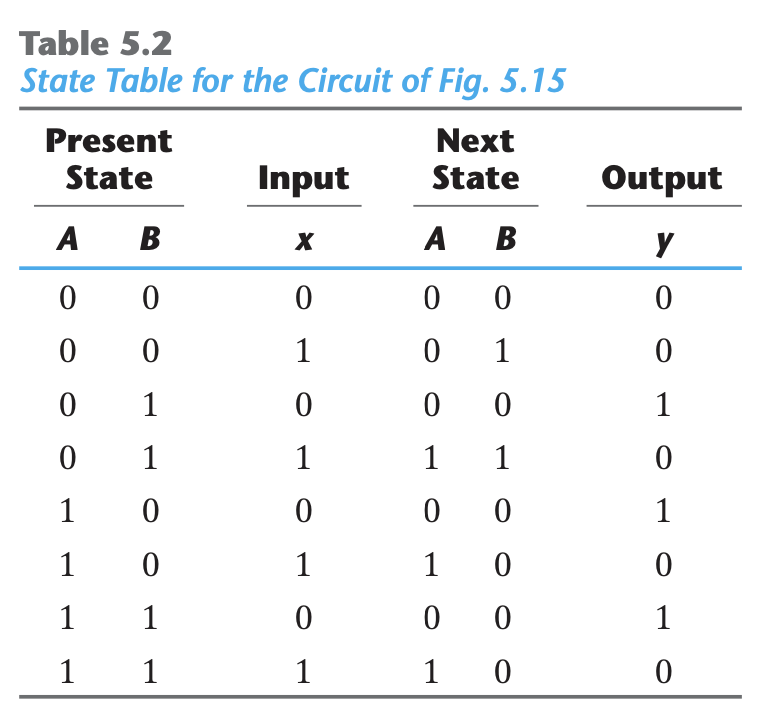 Table 5.2
State Table for the Circuit of Fig. 5.15
Present State Input Next State Output
A B x A B y
0 0 0 0 0 0
0 0 1 0 1 0
0 1 0 0 0 1
0 1 1 1 1 0
1 0 0 0 0 1
1 0 1 1 0 0
1 1 0 0 0 1
1 1 1 1 0 0